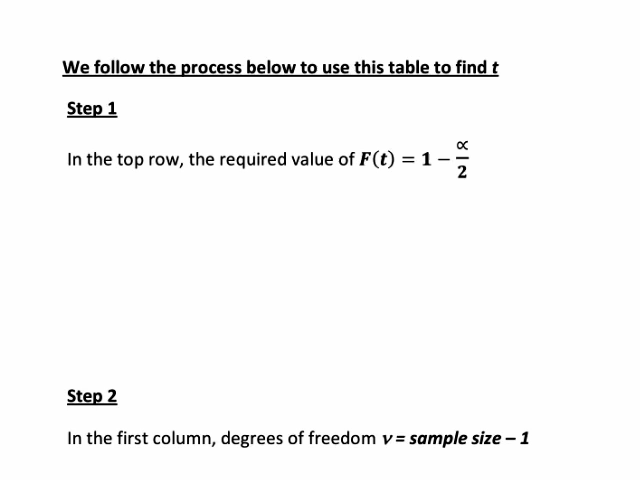 We follow the process below to use this table to find t
Step 1
In the top row, the required value of F(t) = 1 − ∝/2
Step 2
In the first column, degrees of freedom ν = sample size – 1